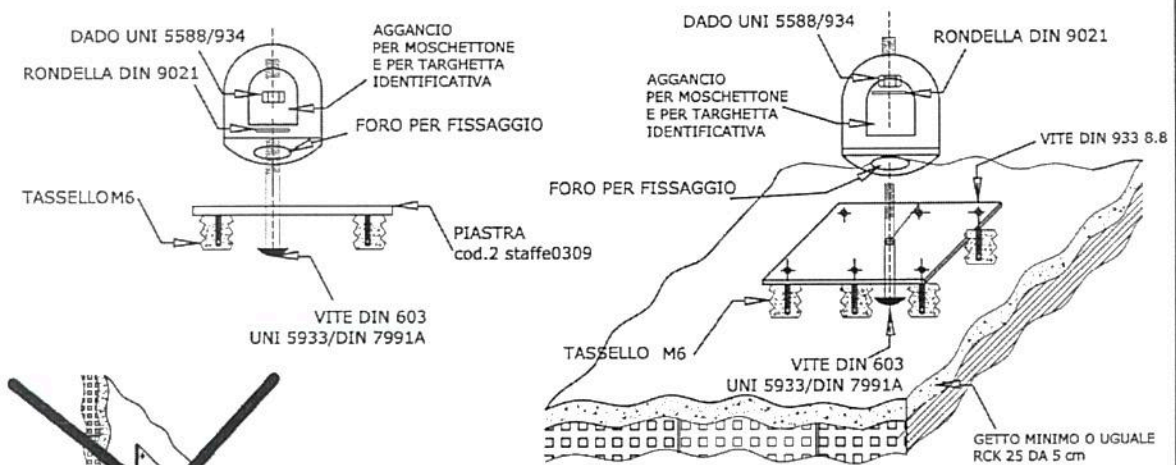 DADO UNI 5588/934
RONDELLA DIN 9021
AGGANCIO
PER MOSCHETTONE
E PER TARGHETTA
IDENTIFICATIVA
FORO PER FISSAGGIO
TASSELLO M6
PIASTRA
cod.2 staffe0309
VITE DIN 603
UNI 5933/DIN 7991A
DADO UNI 5588/934
RONDELLA DIN 9021
AGGANCIO
PER MOSCHETTONE
E PER TARGHETTA
IDENTIFICATIVA
VITE DIN 933 8.8
FORO PER FISSAGGIO
TASSELLO M6
VITE DIN 603
UNI 5933/DIN 7991A
GETTO MINIMO O UGUALE
RCK 25 DA 5 cm